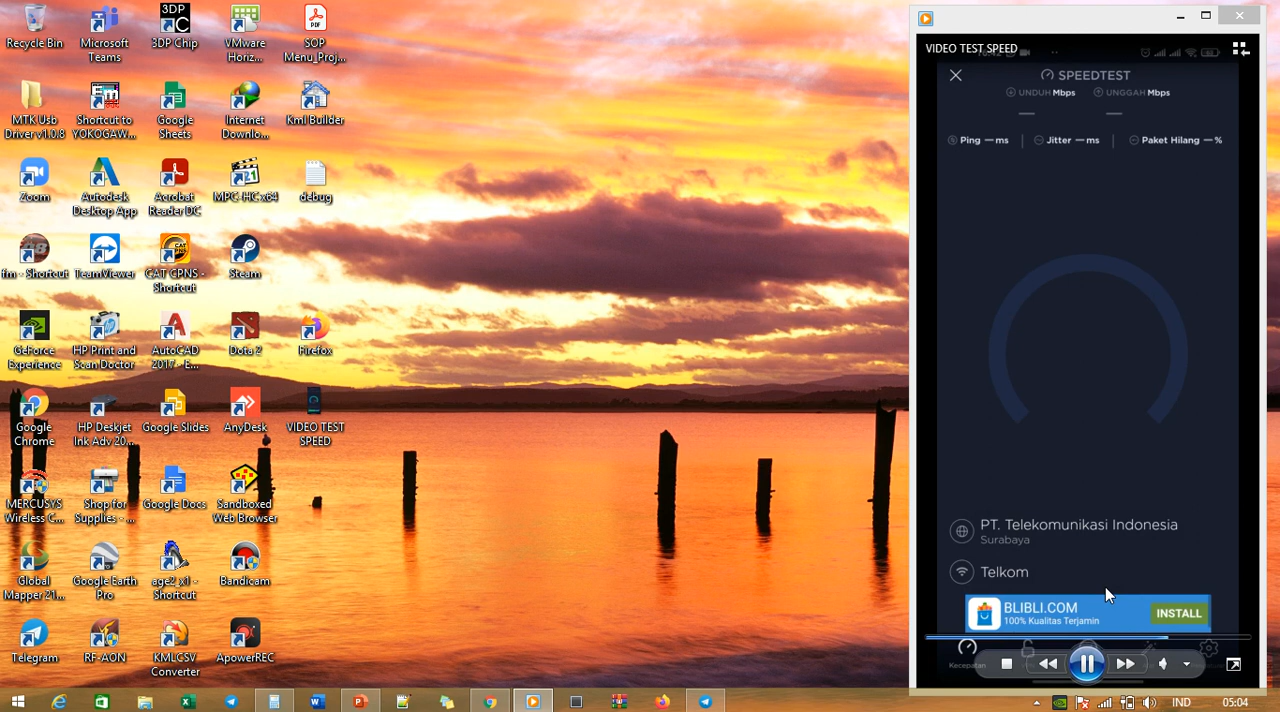 Recycle Bin
Microsoft
Teams
3DP
C
3DP Chip
VMware
Horiz...
PDF
SOP
Menu_Proj...
MTK Usb
Driver v1.0.8
Shortcut to
YOKOGAW...
Google
Sheets
Internet
Downlo...
Kml Builder
Zoom
Autodesk
Desktop App
Acrobat
Reader DC
21
MPC-HC x64
debug
fm - Shortcut
TeamViewer
CAT CPNS -
Shortcut
Steam
GeForce
Experience
HP Print and
Scan Doctor
AutoCAD
2017 - E...
Dota 2
Firefox
Google
Chrome
HP Deskjet
Ink Adv 20...
Google Slides
AnyDesk
VIDEO TEST
SPEED
MERCUSYS
Wireless C...
Shop for
Supplies - ...
Google Docs
Sandboxed
Web Browser
Global
Mapper 21...
Google Earth
Pro
age2_x1 -
Shortcut
Bandicam
Telegram
RF-AON
KMLCSV
Converter
ApowerREC
VIDEO TEST SPEED
SPEEDTEST
UNDUH Mbps
UNGGAH Mbps
Ping — ms
Jitter — ms
Paket Hilang — %
PT. Telekomunikasi Indonesia
Surabaya
Telkom
BLIBLI.COM
100% Kualitas Terjamin
INSTALL
Kecepatan
IND
05:04